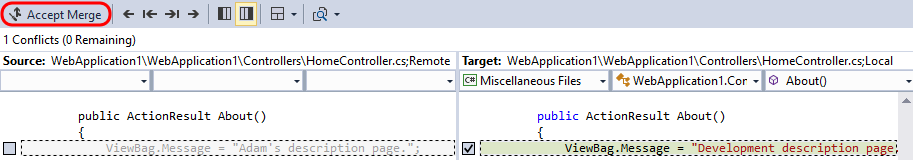 Accept Merge
1 Conflicts (0 Remaining)
Source: WebApplication1\WebApplication1\Controllers\HomeController.cs;Remote
Target: WebApplication1\WebApplication1\Controllers\HomeController.cs;Local
C# Miscellaneous Files
WebApplication1.Cor
About()
public ActionResult About()
{
ViewBag.Message = "Adam's description page.";
public ActionResult About()
{
ViewBag.Message = "Development description page